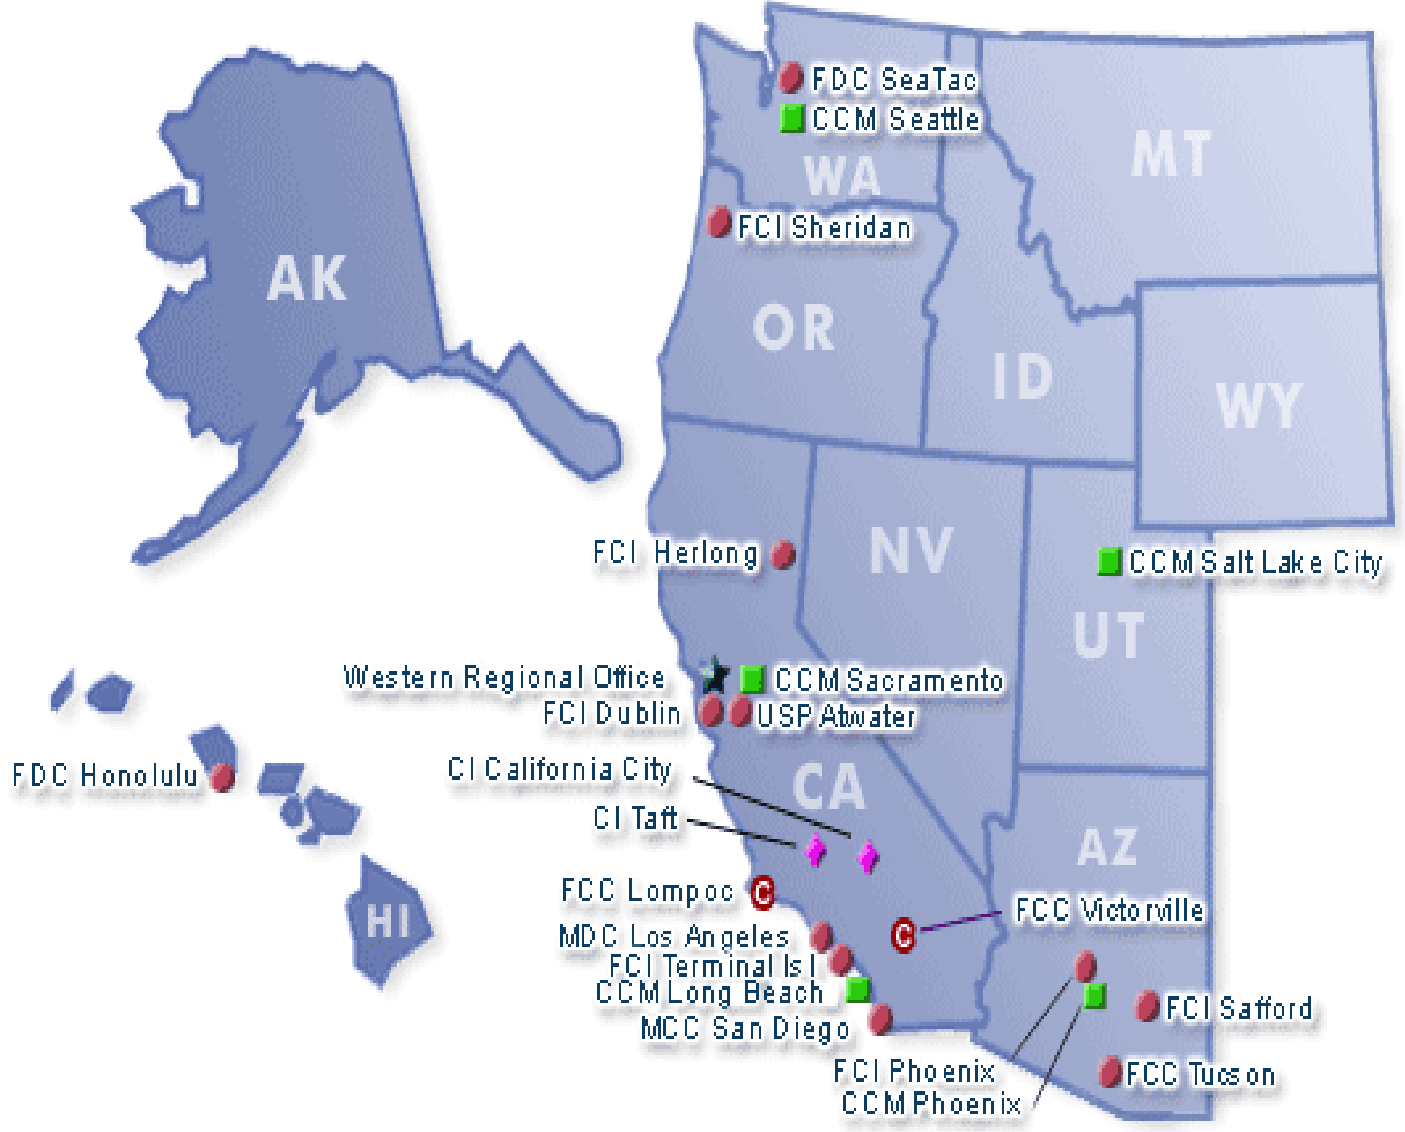 FDC SeaTac
CCM Seattle
WA
MT
FCI Sheridan
AK
OR
ID
WY
FCI Herlong
NV
CCM Salt Lake City
UT
Western Regional Office
CCM Sacramento
FCI Dublin
USP Atwater
FDC Honolulu
CI California City
CA
CI Taft
AZ
FCC Lompoc
C
HI
FCC Victorville
C
MDC Los Angeles
FCI Terminal Isl
CCM Long Beach
MCC San Diego
FCI Safford
FCI Phoenix
FCC Tucson
CCM Phoenix